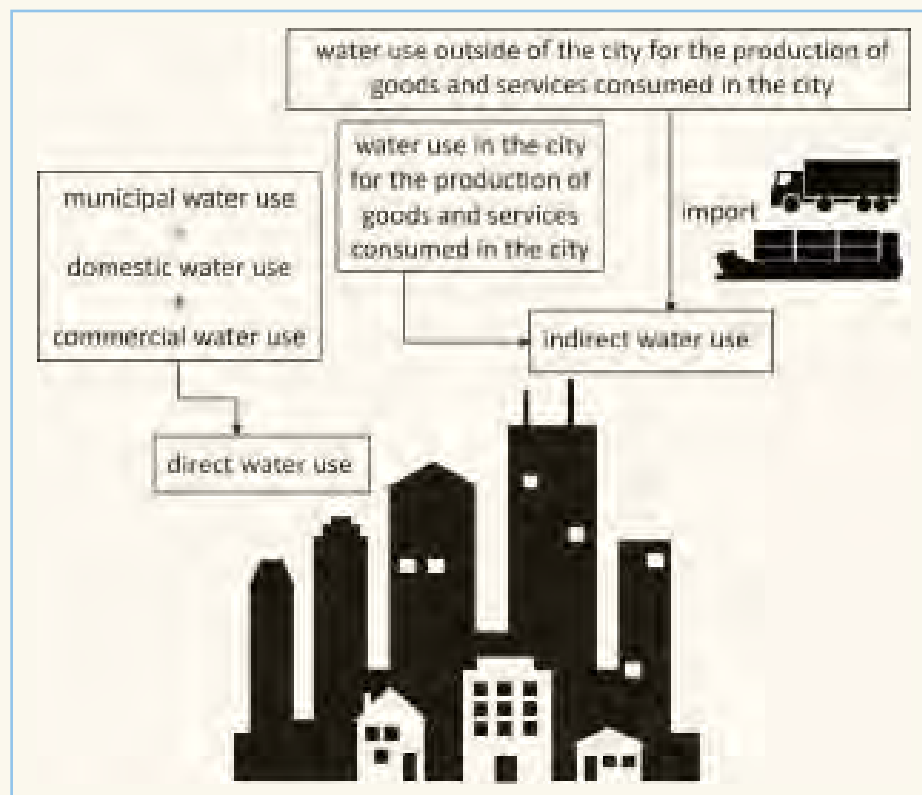 water use outside of the city for the production of
goods and services consumed in the city
water use in the city
for the production of
goods and services
consumed in the city
municipal water use
+
domestic water use
+
commercial water use
import
indirect water use
direct water use